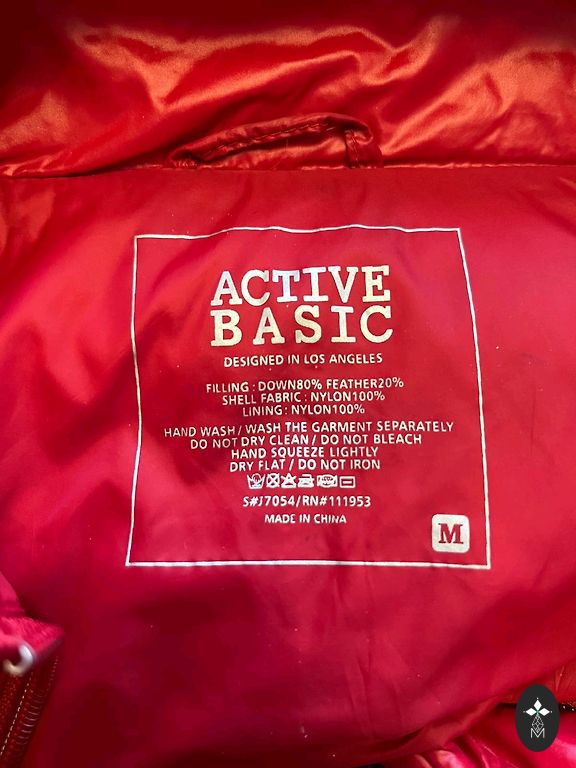 ACTIVE
BASIC
DESIGNED IN LOS ANGELES
FILLING : DOWN80% FEATHER20%
SHELL FABRIC : NYLON100%
LINING : NYLON100%
HAND WASH / WASH THE GARMENT SEPARATELY
DO NOT DRY CLEAN / DO NOT BLEACH
HAND SQUEEZE LIGHTLY
DRY FLAT / DO NOT IRON
S#J7054/RN#111953
MADE IN CHINA
M
M